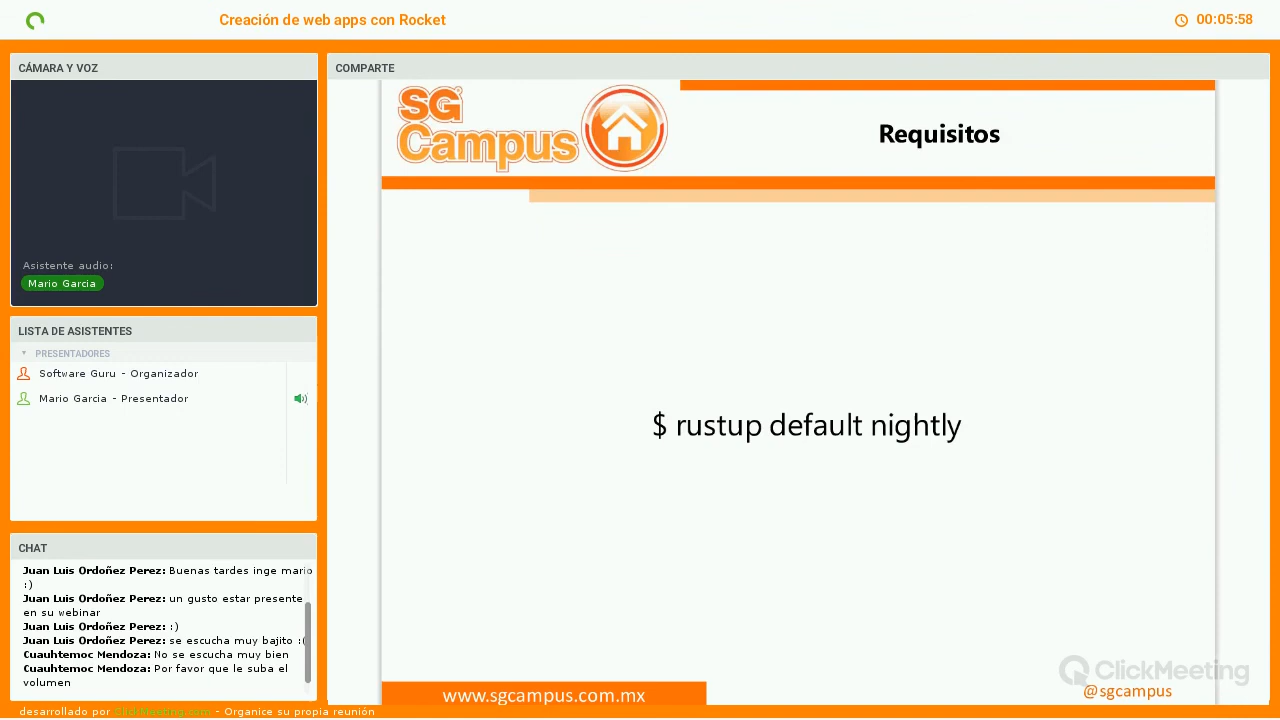 Creación de web apps con Rocket
00:05:58
CÁMARA Y VOZ
Asistente audio:
Mario Garcia
LISTA DE ASISTENTES
PRESENTADORES
Software Guru - Organizador
Mario Garcia - Presentador
CHAT
Juan Luis Ordoñez Perez: Buenas tardes inge mario
:)
Juan Luis Ordoñez Perez: un gusto estar presente
en su webinar
Juan Luis Ordoñez Perez: :)
Juan Luis Ordoñez Perez: se escucha muy bajito :(
Cuauhtemoc Mendoza: No se escucha muy bien
Cuauhtemoc Mendoza: Por favor que le suba el
volumen
desarrollado por ClickMeeting.com - Organice su propia reunión
COMPARTE
SG
Campus
Requisitos
$ rustup default nightly
www.sgcampus.com.mx
ClickMeeting
@sgcampus